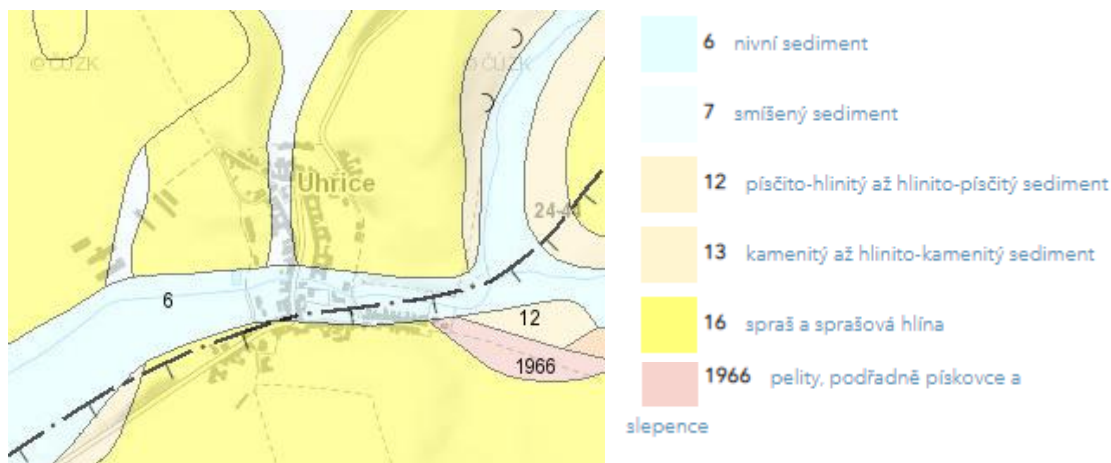 ©ČÚZK
©ČÚZK
Uhřice
24-4
6
12
1966
6 nivní sediment
7 smíšený sediment
12 písčito-hlinitý až hlinito-písčitý sediment
13 kamenitý až hlinito-kamenitý sediment
16 spraš a sprašová hlína
1966 pelity, podřadně pískovce a
slepence